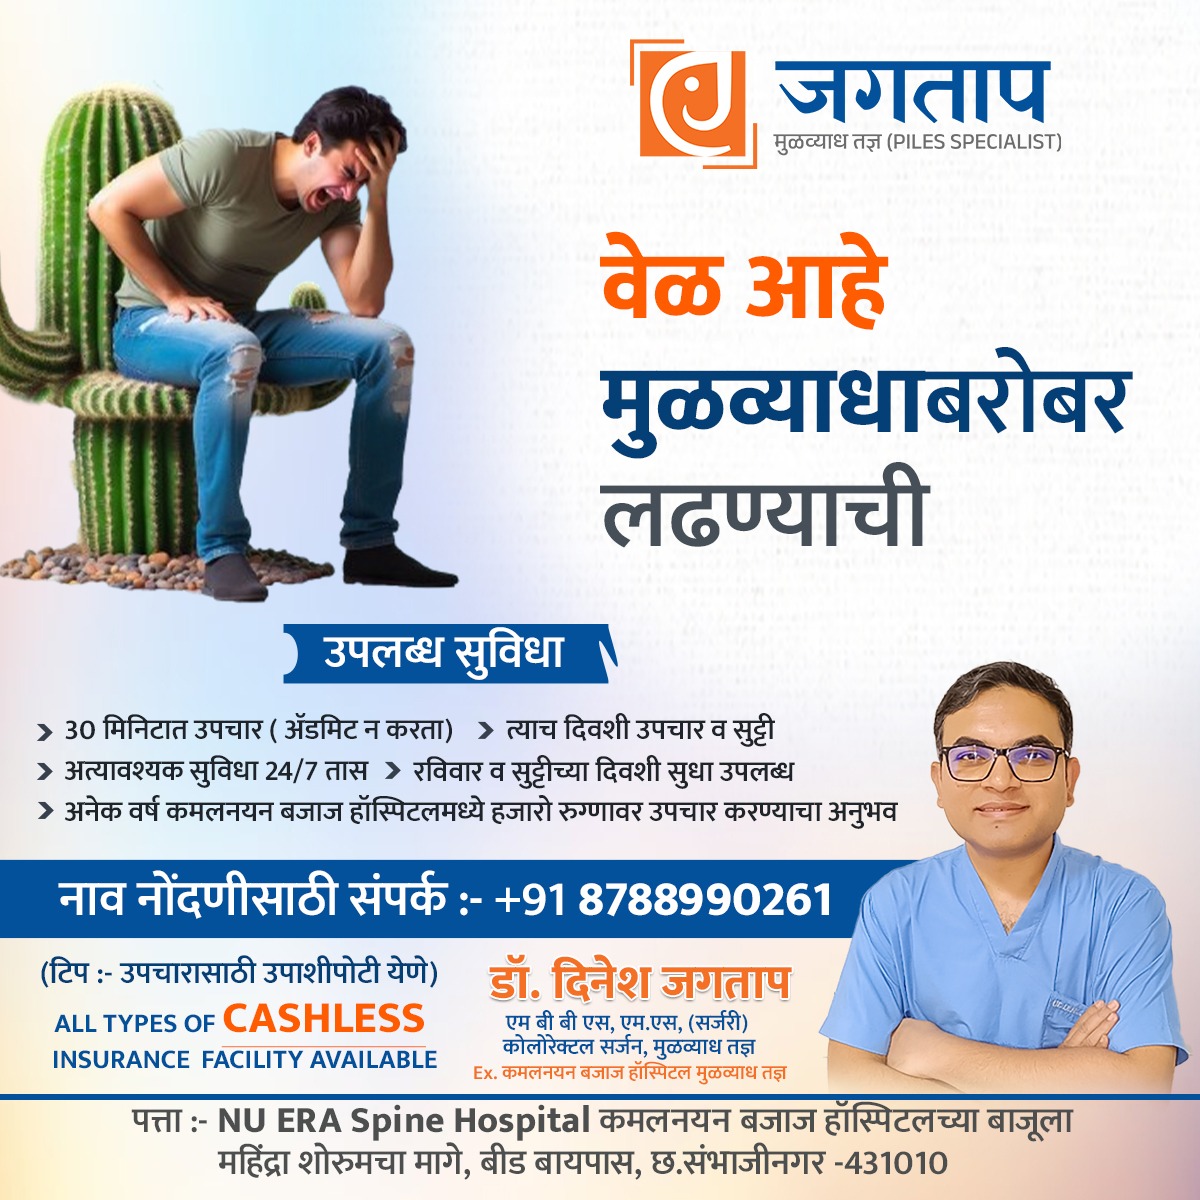 जगताप
मुळव्याध तज्ञ (PILES SPECIALIST)
वेळ आहे
मुळव्याधाबरोबर
लढण्याची
उपलब्ध सुविधा
30 मिनिटात उपचार ( ॲडमिट न करता)
त्याच दिवशी उपचार व सुट्टी
अत्यावश्यक सुविधा 24/7 तास
रविवार व सुट्टीच्या दिवशी सुधा उपलब्ध
अनेक वर्ष कमलनयन बजाज हॉस्पिटलमध्ये हजारो रुग्णावर उपचार करण्याचा अनुभव
नाव नोंदणीसाठी संपर्क :- +91 8788990261
(टिप :- उपचारासाठी उपाशीपोटी येणे)
ALL TYPES OF CASHLESS
INSURANCE FACILITY AVAILABLE
डॉ. दिनेश जगताप
एम बी बी एस, एम.एस, (सर्जरी)
कोलोरेक्टल सर्जन, मुळव्याध तज्ञ
Ex. कमलनयन बजाज हॉस्पिटल मुळव्याध तज्ञ
पत्ता :- NU ERA Spine Hospital कमलनयन बजाज हॉस्पिटलच्या बाजूला
महिंद्रा शोरुमचा मागे, बीड बायपास, छ.संभाजीनगर -431010